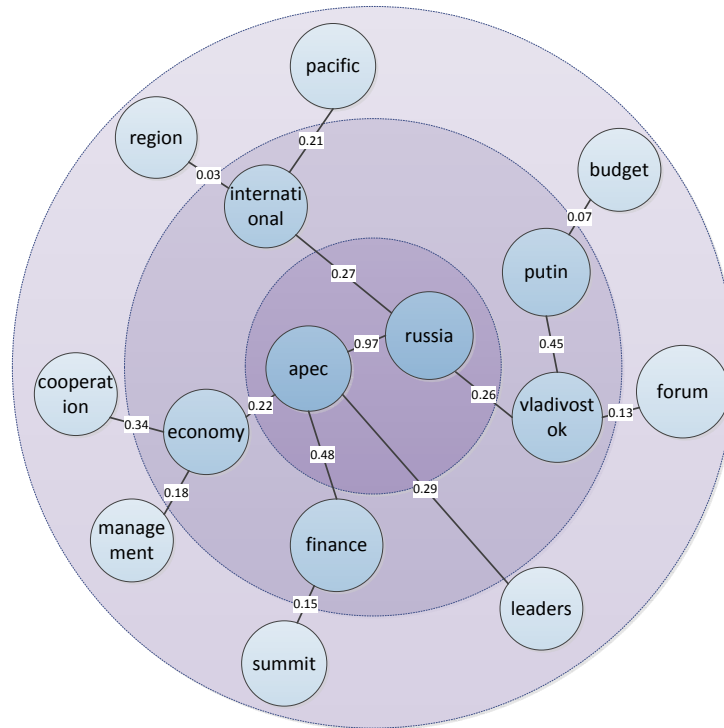 pacific
region
0.21
budget
0.03
internati
onal
0.07
putin
0.27
russia
0.97
0.45
apec
cooperat
ion
forum
0.26
vladivost
ok
0.13
0.22
0.34
economy
0.48
0.29
0.18
manage
ment
finance
0.15
leaders
summit